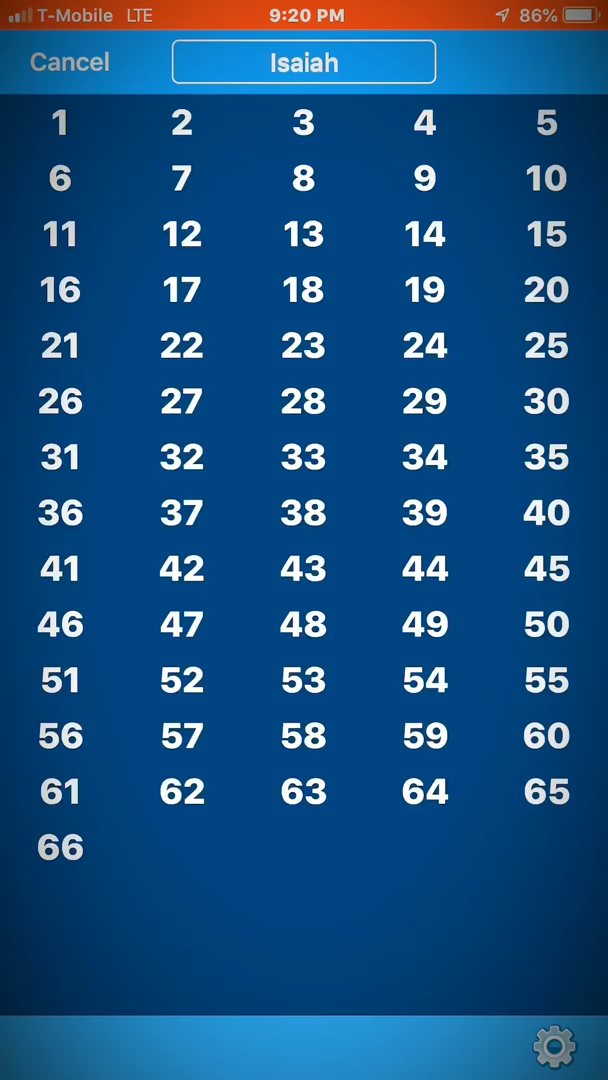 T-Mobile LTE 9:20 PM 86%
Cancel Isaiah
1 2 3 4 5
6 7 8 9 10
11 12 13 14 15
16 17 18 19 20
21 22 23 24 25
26 27 28 29 30
31 32 33 34 35
36 37 38 39 40
41 42 43 44 45
46 47 48 49 50
51 52 53 54 55
56 57 58 59 60
61 62 63 64 65
66